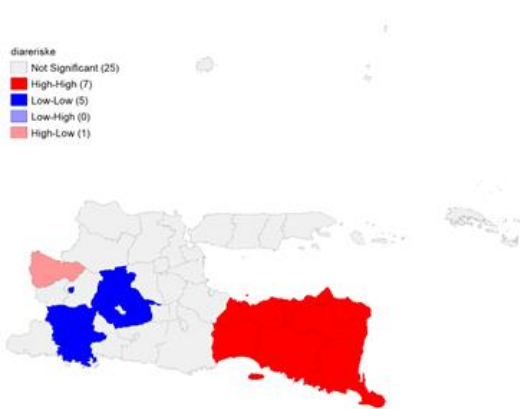 diareriske
Not Significant (25)
High-High (7)
Low-Low (5)
Low-High (0)
High-Low (1)